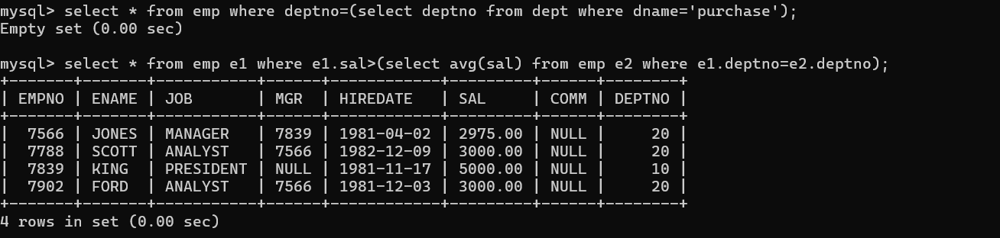 mysql> select * from emp where deptno=(select deptno from dept where dname='purchase');
Empty set (0.00 sec)
mysql> select * from emp e1 where e1.sal>(select avg(sal) from emp e2 where e1.deptno=e2.deptno);
+-------+-------+-----------+------+------------+---------+------+--------+
| EMPNO | ENAME | JOB       | MGR  | HIREDATE   | SAL     | COMM | DEPTNO |
+-------+-------+-----------+------+------------+---------+------+--------+
|  7566 | JONES | MANAGER   | 7839 | 1981-04-02 | 2975.00 | NULL |     20 |
|  7788 | SCOTT | ANALYST   | 7566 | 1982-12-09 | 3000.00 | NULL |     20 |
|  7839 | KING  | PRESIDENT | NULL | 1981-11-17 | 5000.00 | NULL |     10 |
|  7902 | FORD  | ANALYST   | 7566 | 1981-12-03 | 3000.00 | NULL |     20 |
+-------+-------+-----------+------+------------+---------+------+--------+
4 rows in set (0.00 sec)